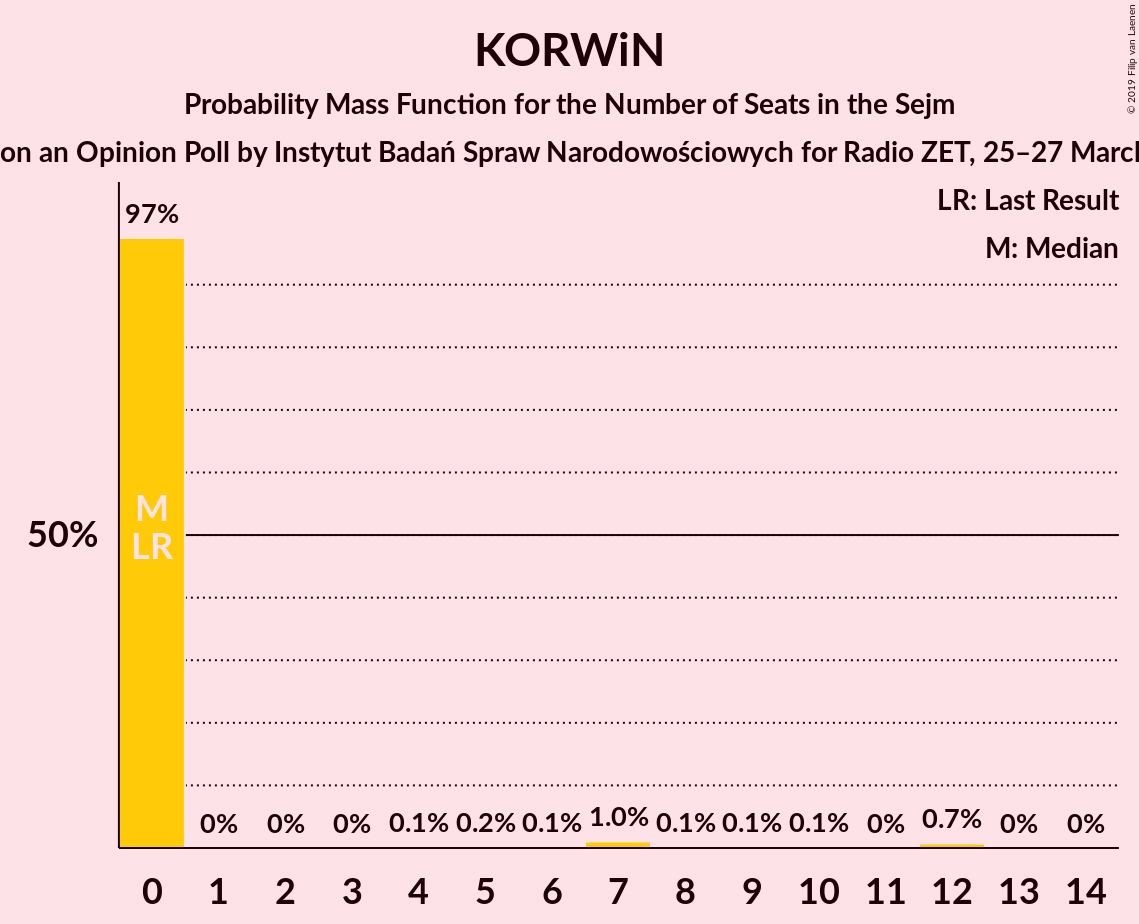 KORWiN
Probability Mass Function for the Number of Seats in the Sejm
on an Opinion Poll by Instytut Badań Spraw Narodowościowych for Radio ZET, 25–27 March
© 2019 Filip van Laenen
LR: Last Result
M: Median
97%
M
LR
50%
0% 0% 0% 0.1% 0.2% 0.1% 1.0% 0.1% 0.1% 0.1% 0% 0.7% 0% 0%
0 1 2 3 4 5 6 7 8 9 10 11 12 13 14